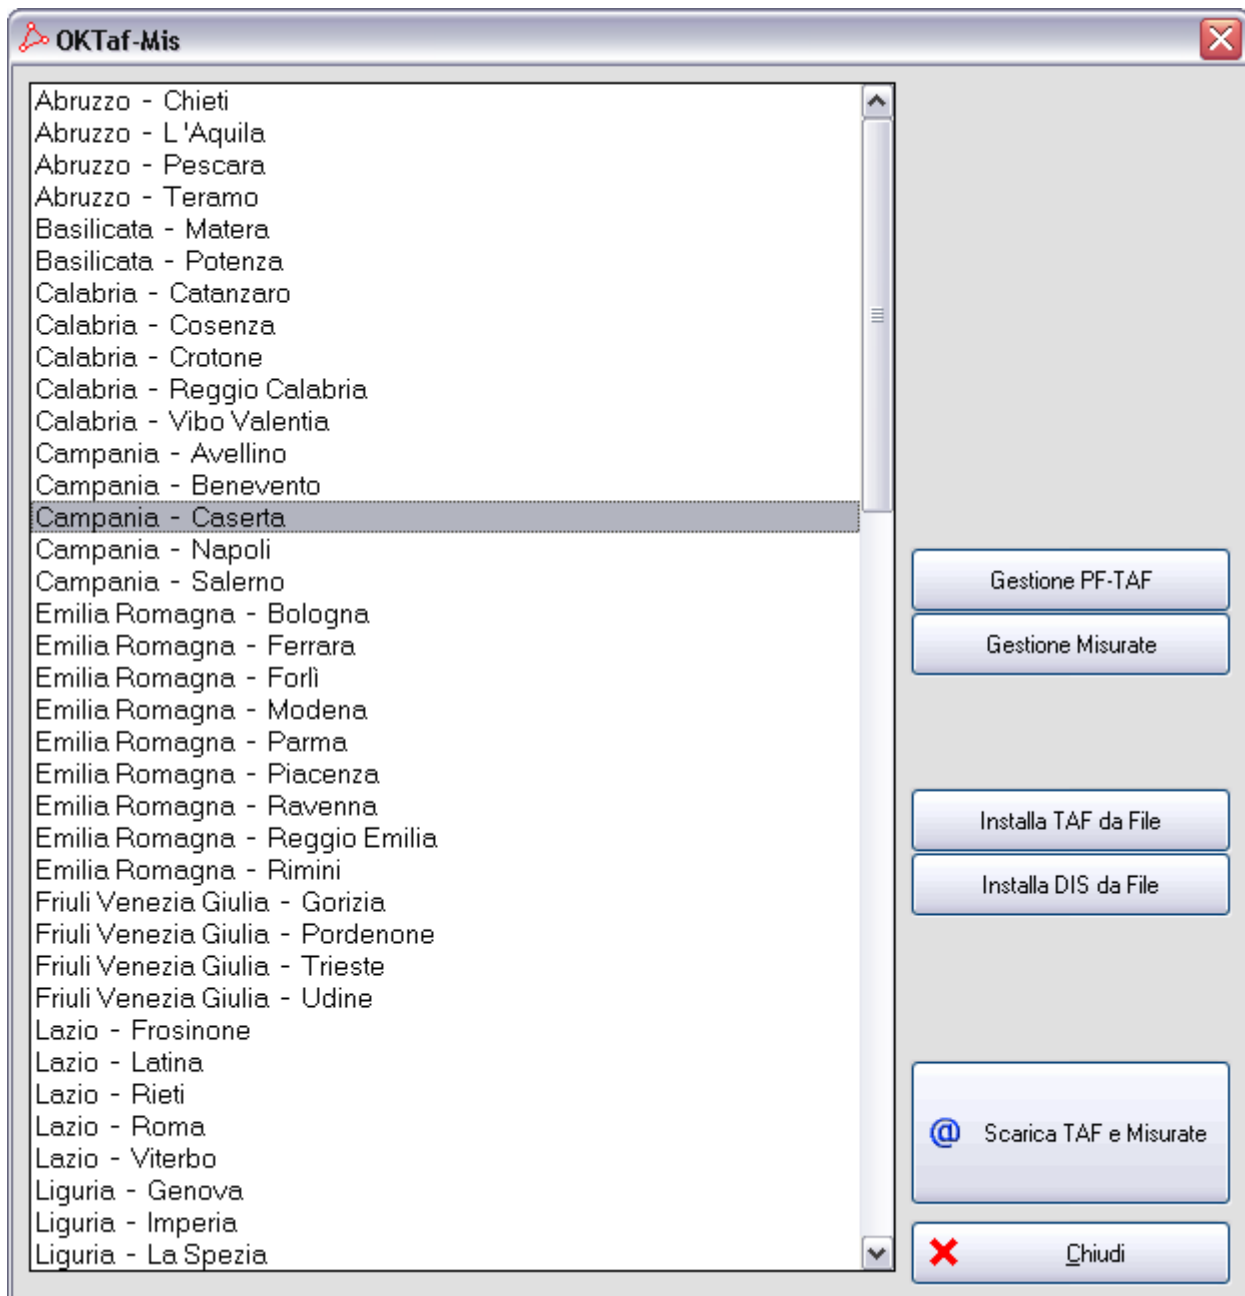 OKTaf-Mis
Abruzzo - Chieti
Abruzzo - L 'Aquila
Abruzzo - Pescara
Abruzzo - Teramo
Basilicata - Matera
Basilicata - Potenza
Calabria - Catanzaro
Calabria - Cosenza
Calabria - Crotone
Calabria - Reggio Calabria
Calabria - Vibo Valentia
Campania - Avellino
Campania - Benevento
Campania - Caserta
Campania - Napoli
Campania - Salerno
Emilia Romagna - Bologna
Emilia Romagna - Ferrara
Emilia Romagna - Forlì
Emilia Romagna - Modena
Emilia Romagna - Parma
Emilia Romagna - Piacenza
Emilia Romagna - Ravenna
Emilia Romagna - Reggio Emilia
Emilia Romagna - Rimini
Friuli Venezia Giulia - Gorizia
Friuli Venezia Giulia - Pordenone
Friuli Venezia Giulia - Trieste
Friuli Venezia Giulia - Udine
Lazio - Frosinone
Lazio - Latina
Lazio - Rieti
Lazio - Roma
Lazio - Viterbo
Liguria - Genova
Liguria - Imperia
Liguria - La Spezia
Gestione PF-TAF
Gestione Misurate
Installa TAF da File
Installa DIS da File
@ Scarica TAF e Misurate
Chiudi